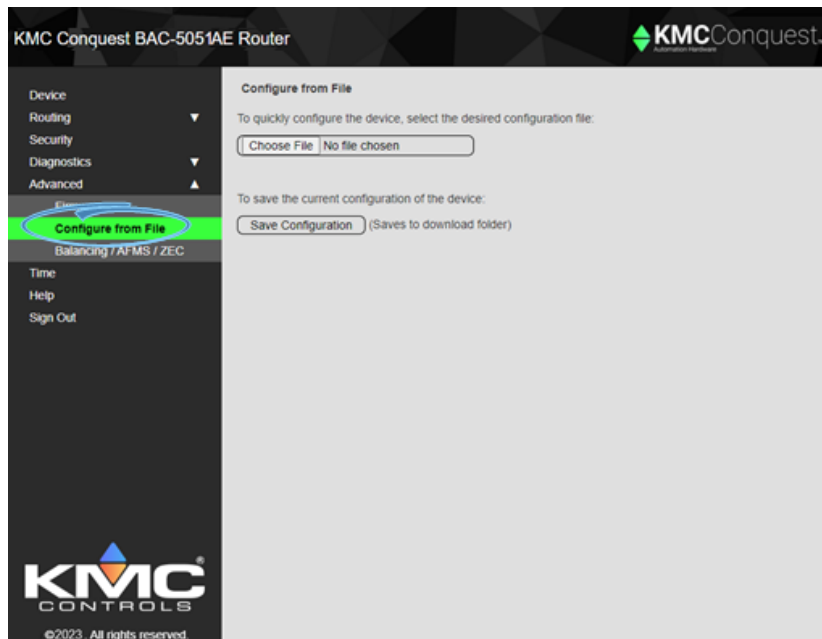 KMC Conquest BAC-5051AE Router
KMCConquest
Automation Hardware
Device
Routing
Security
Diagnostics
Advanced
Configure from File
Balancing / AFMS / ZEC
Time
Help
Sign Out
KMC®
CONTROLS
©2023 . All rights reserved.
Configure from File
To quickly configure the device, select the desired configuration file:
Choose File No file chosen
To save the current configuration of the device:
Save Configuration (Saves to download folder)